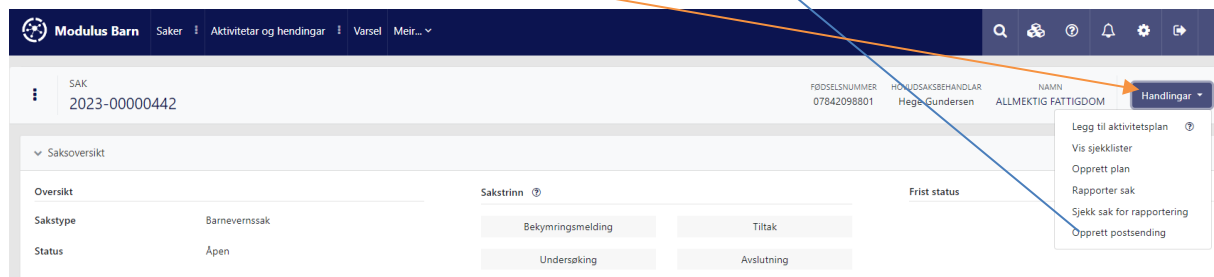 Modulus Barn Saker Aktivitetar og hendingar Varsel Meir...
SAK
2023-00000442
FØDSELSNUMMER HOVUDSAKSBEHANDLAR NAMN
07842098801 Hege Gundersen ALLMEKTIG FATTIGDOM
Handlingar
Legg til aktivitetsplan
Vis sjekklister
Opprett plan
Rapporter sak
Sjekk sak for rapportering
Opprett postsending
Saksoversikt
Oversikt Sakstrinn Frist status
Sakstype Barnevernssak Bekymringsmelding Tiltak
Status Åpen Undersøking Avslutning